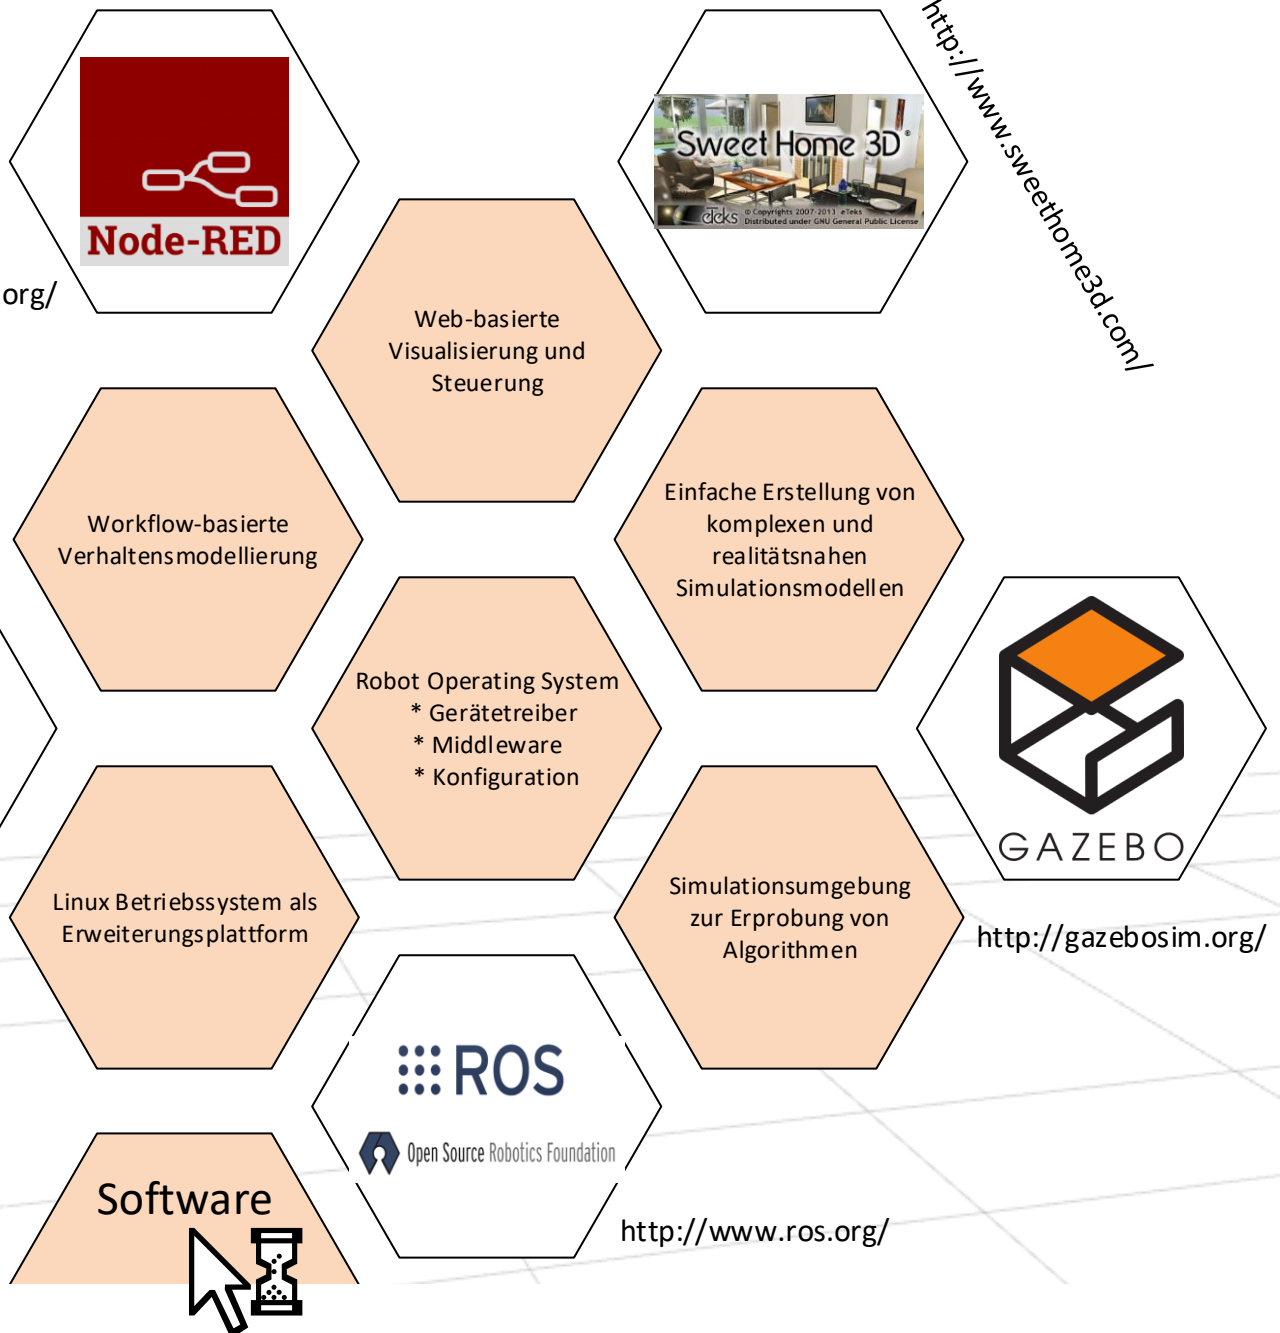 http://www.sweethome3d.com/
Node-RED
Sweet Home 3D®
eTeks
© Copyrights 2007-2013 eTeks
Distributed under GNU General Public License
org/
Web-basierte
Visualisierung und
Steuerung
Workflow-basierte
Verhaltensmodellierung
Einfache Erstellung von
komplexen und
realitätsnahen
Simulationsmodellen
Robot Operating System
* Gerätetreiber
* Middleware
* Konfiguration
GAZEBO
http://gazebosim.org/
Linux Betriebssystem als
Erweiterungsplattform
Simulationsumgebung
zur Erprobung von
Algorithmen
ROS
Open Source Robotics Foundation
http://www.ros.org/
Software